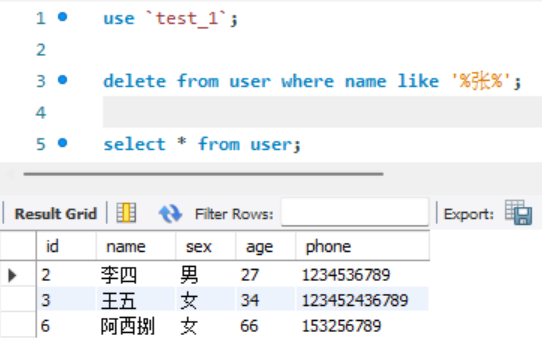 1 use `test_1`;
2
3 delete from user where name like '%张%';
4
5 select * from user;
Result Grid Filter Rows: Export:
id name sex age phone
2 李四 男 27 1234536789
3 王五 女 34 123452436789
6 阿西捌 女 66 153256789